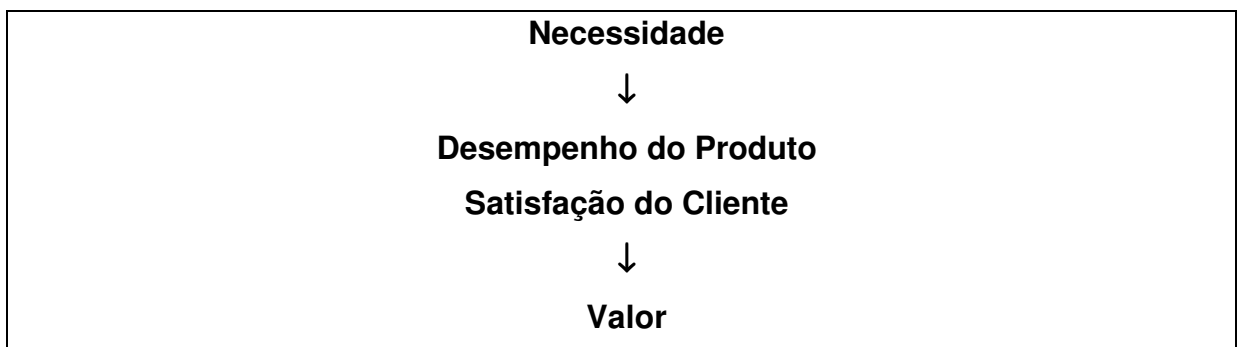 Necessidade
↓
Desempenho do Produto
Satisfação do Cliente
↓
Valor